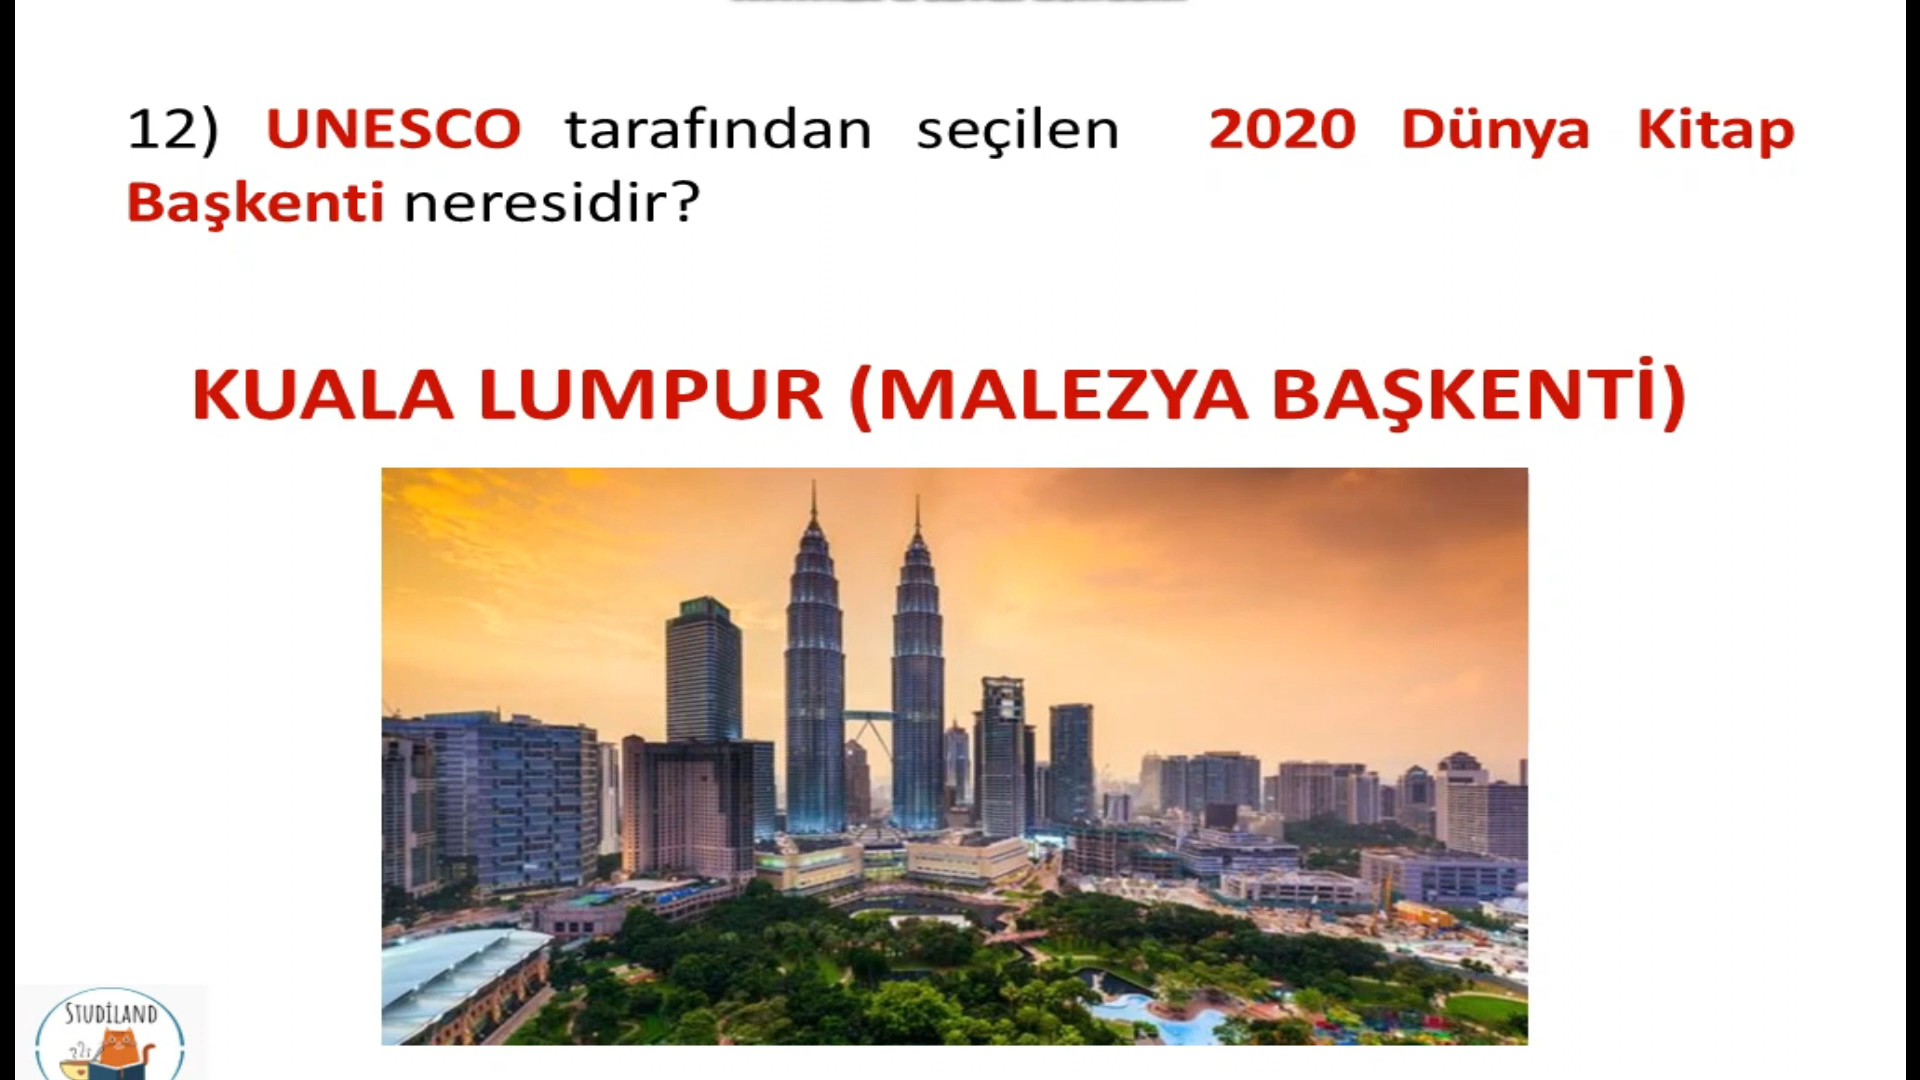 12) UNESCO tarafından seçilen 2020 Dünya Kitap
Başkenti neresidir?
KUALA LUMPUR (MALEZYA BAŞKENTİ)
STUDİLAND